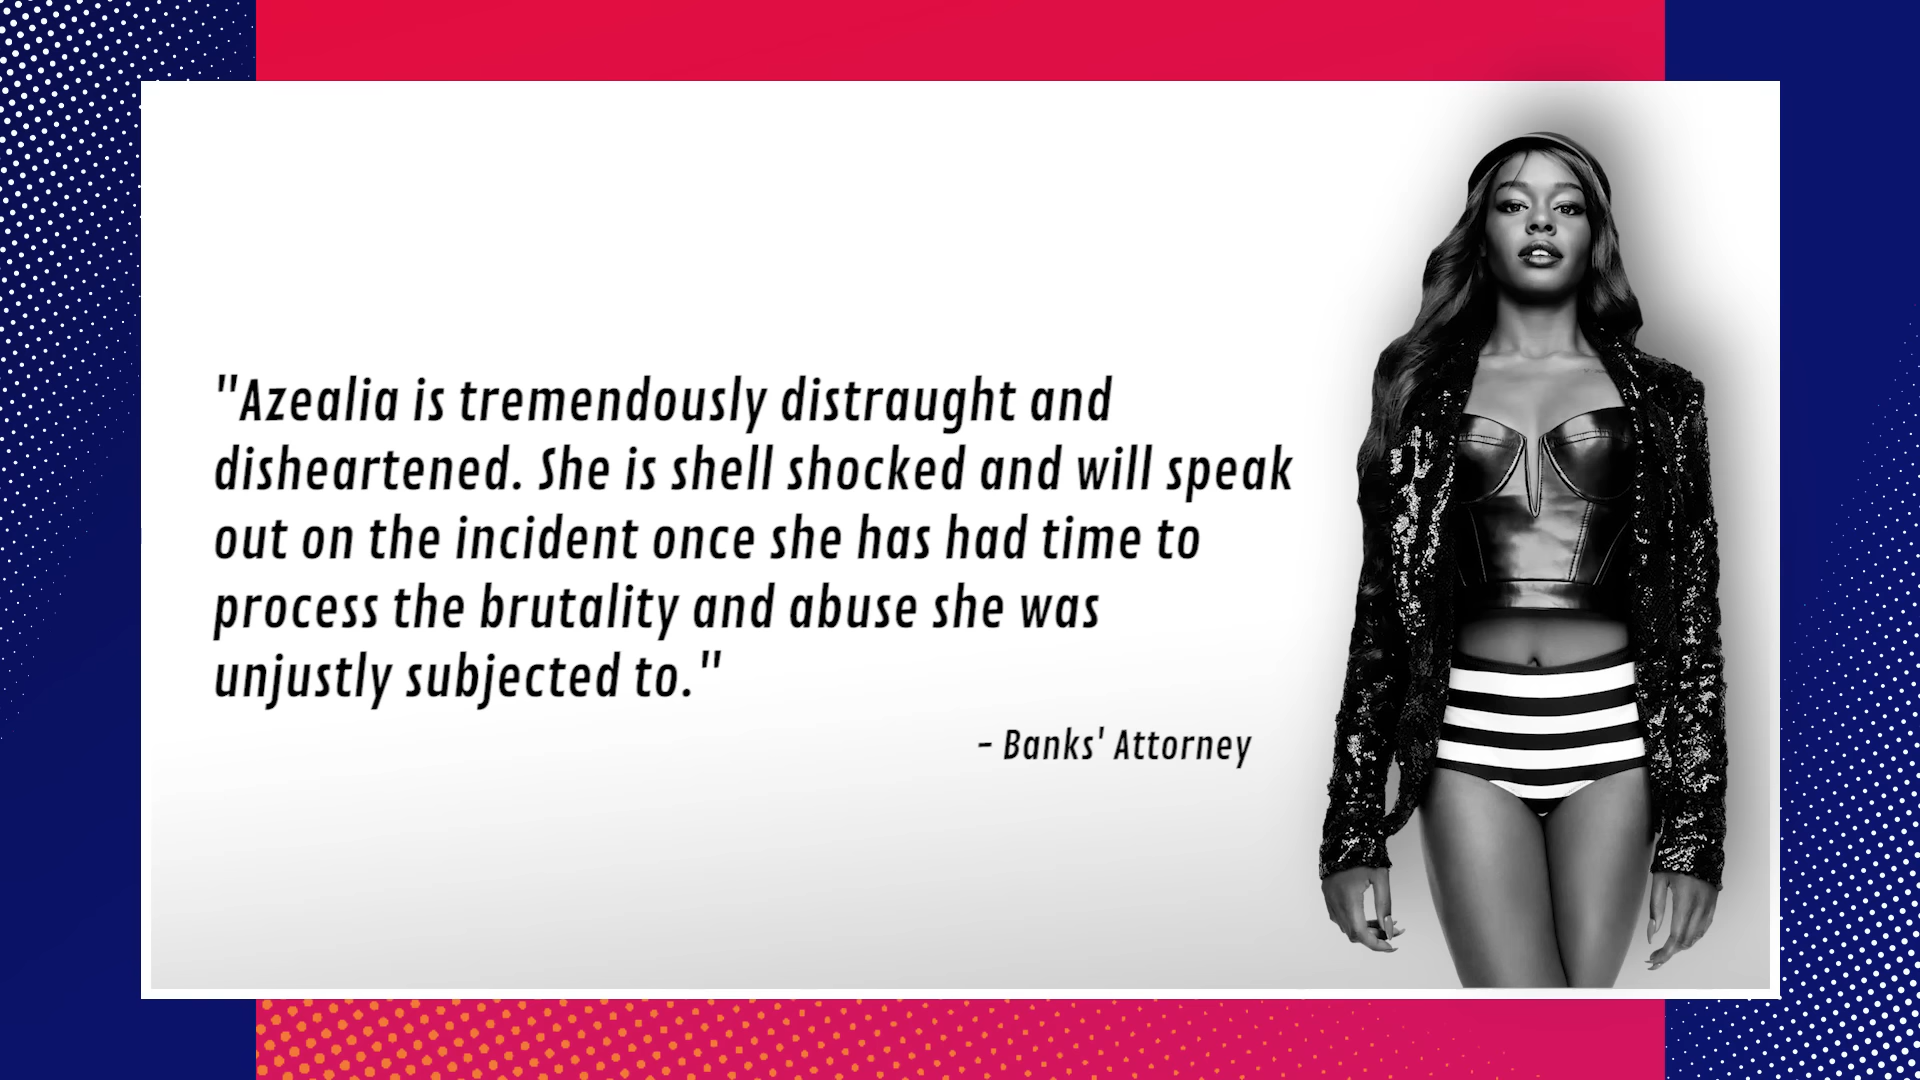 "Azealia is tremendously distraught and
disheartened. She is shell shocked and will speak
out on the incident once she has had time to
process the brutality and abuse she was
unjustly subjected to."
- Banks' Attorney